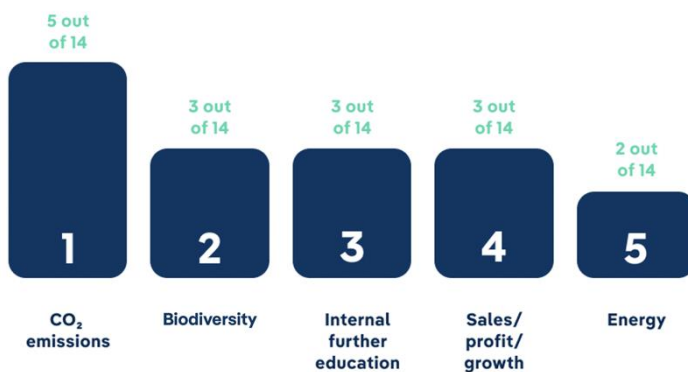 5 out
of 14
3 out
of 14
3 out
of 14
3 out
of 14
2 out
of 14
1
2
3
4
5
CO₂
emissions
Biodiversity
Internal
further
education
Sales/
profit/
growth
Energy